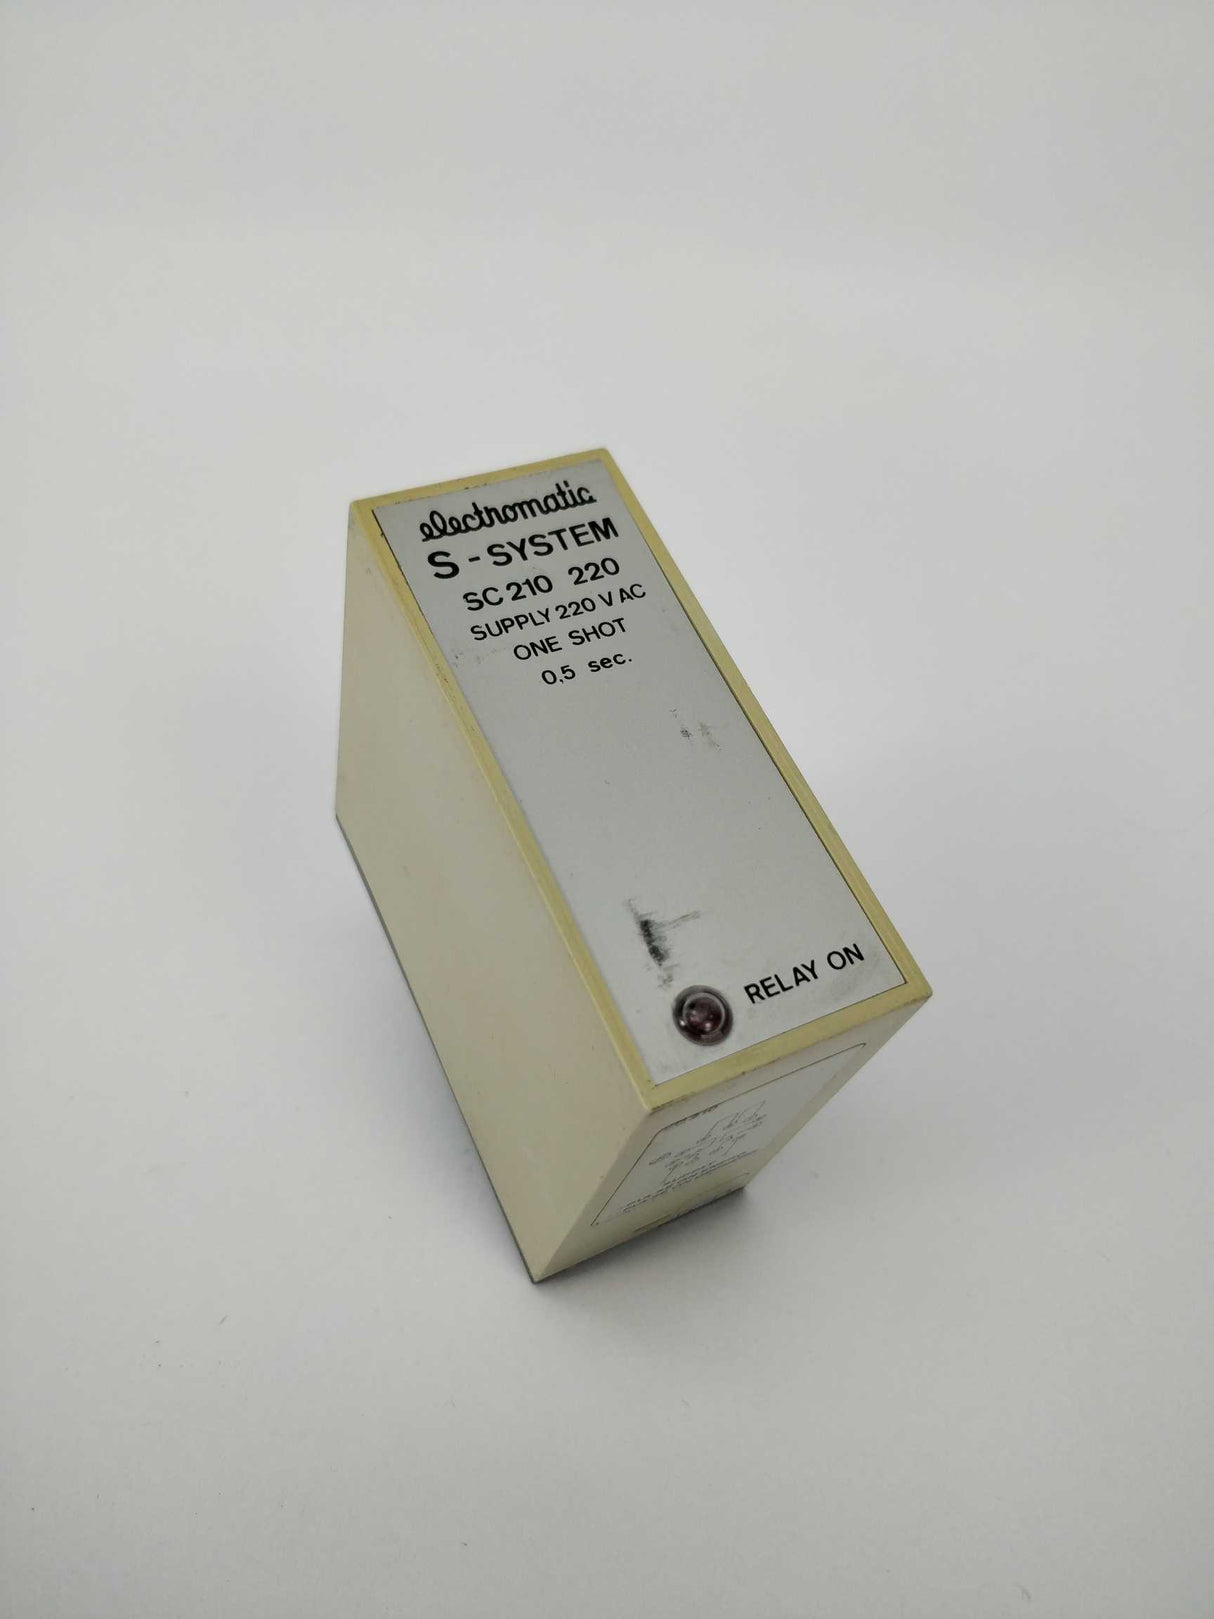 electromatic
S-SYSTEM
SC 210 220
SUPPLY 220 V AC
ONE SHOT
0,5 sec.
RELAY ON